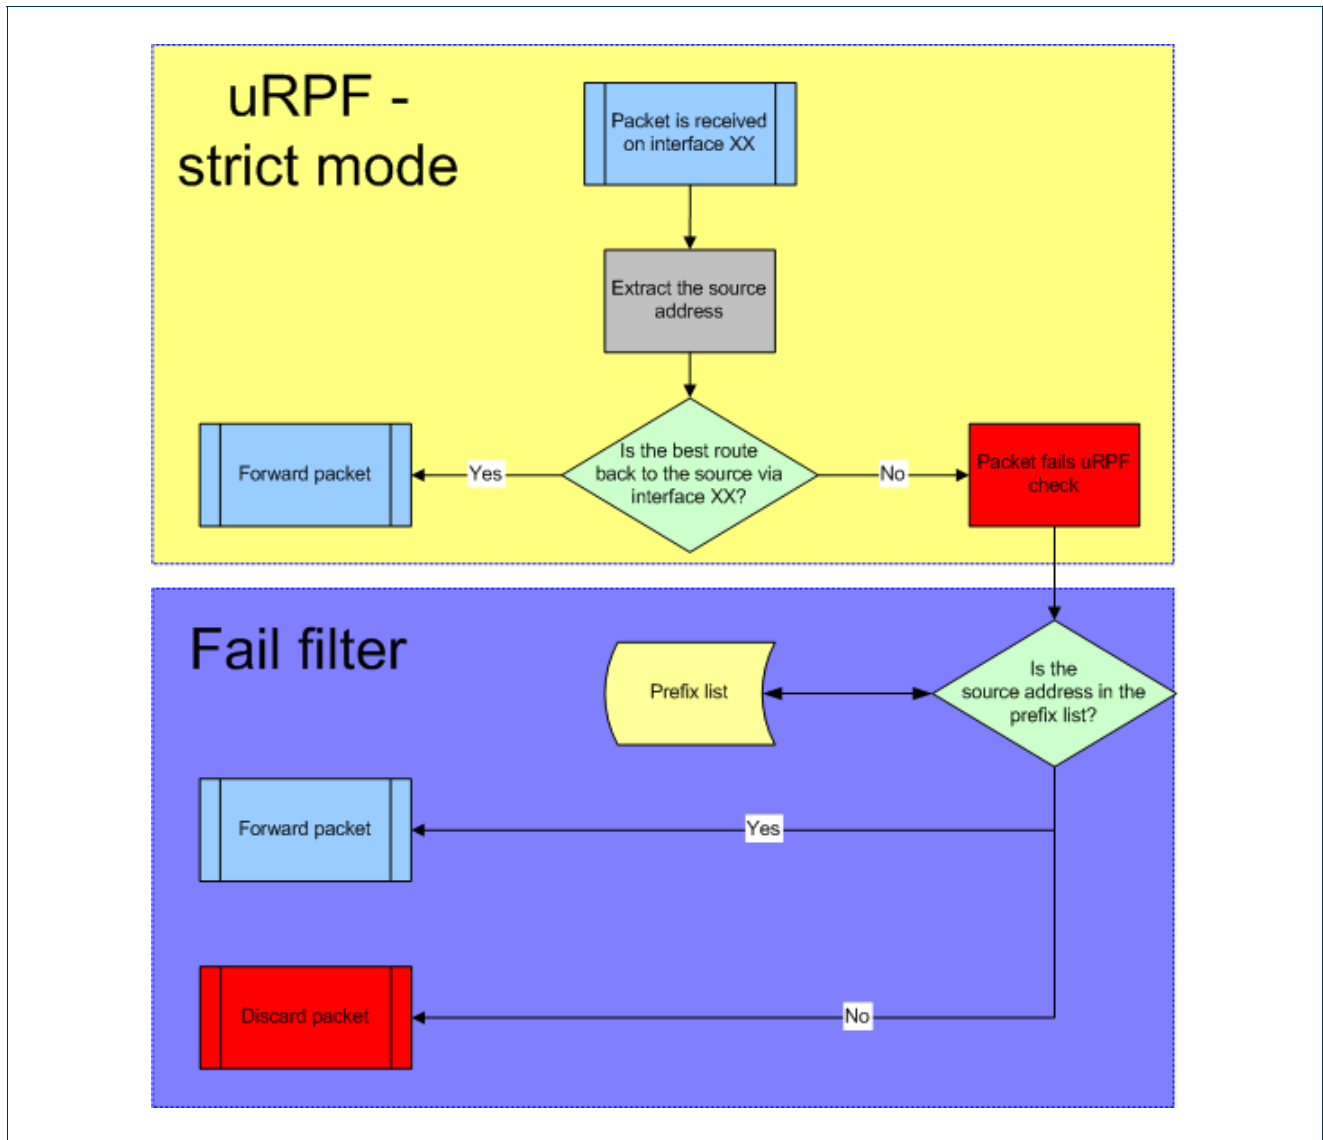 uRPF -
strict mode
Packet is received
on interface XX
Extract the source
address
Is the best route
back to the source via
interface XX?
Yes
Forward packet
No
Packet fails uRPF
check
Fail filter
Is the
source address in the
prefix list?
Prefix list
Yes
Forward packet
No
Discard packet